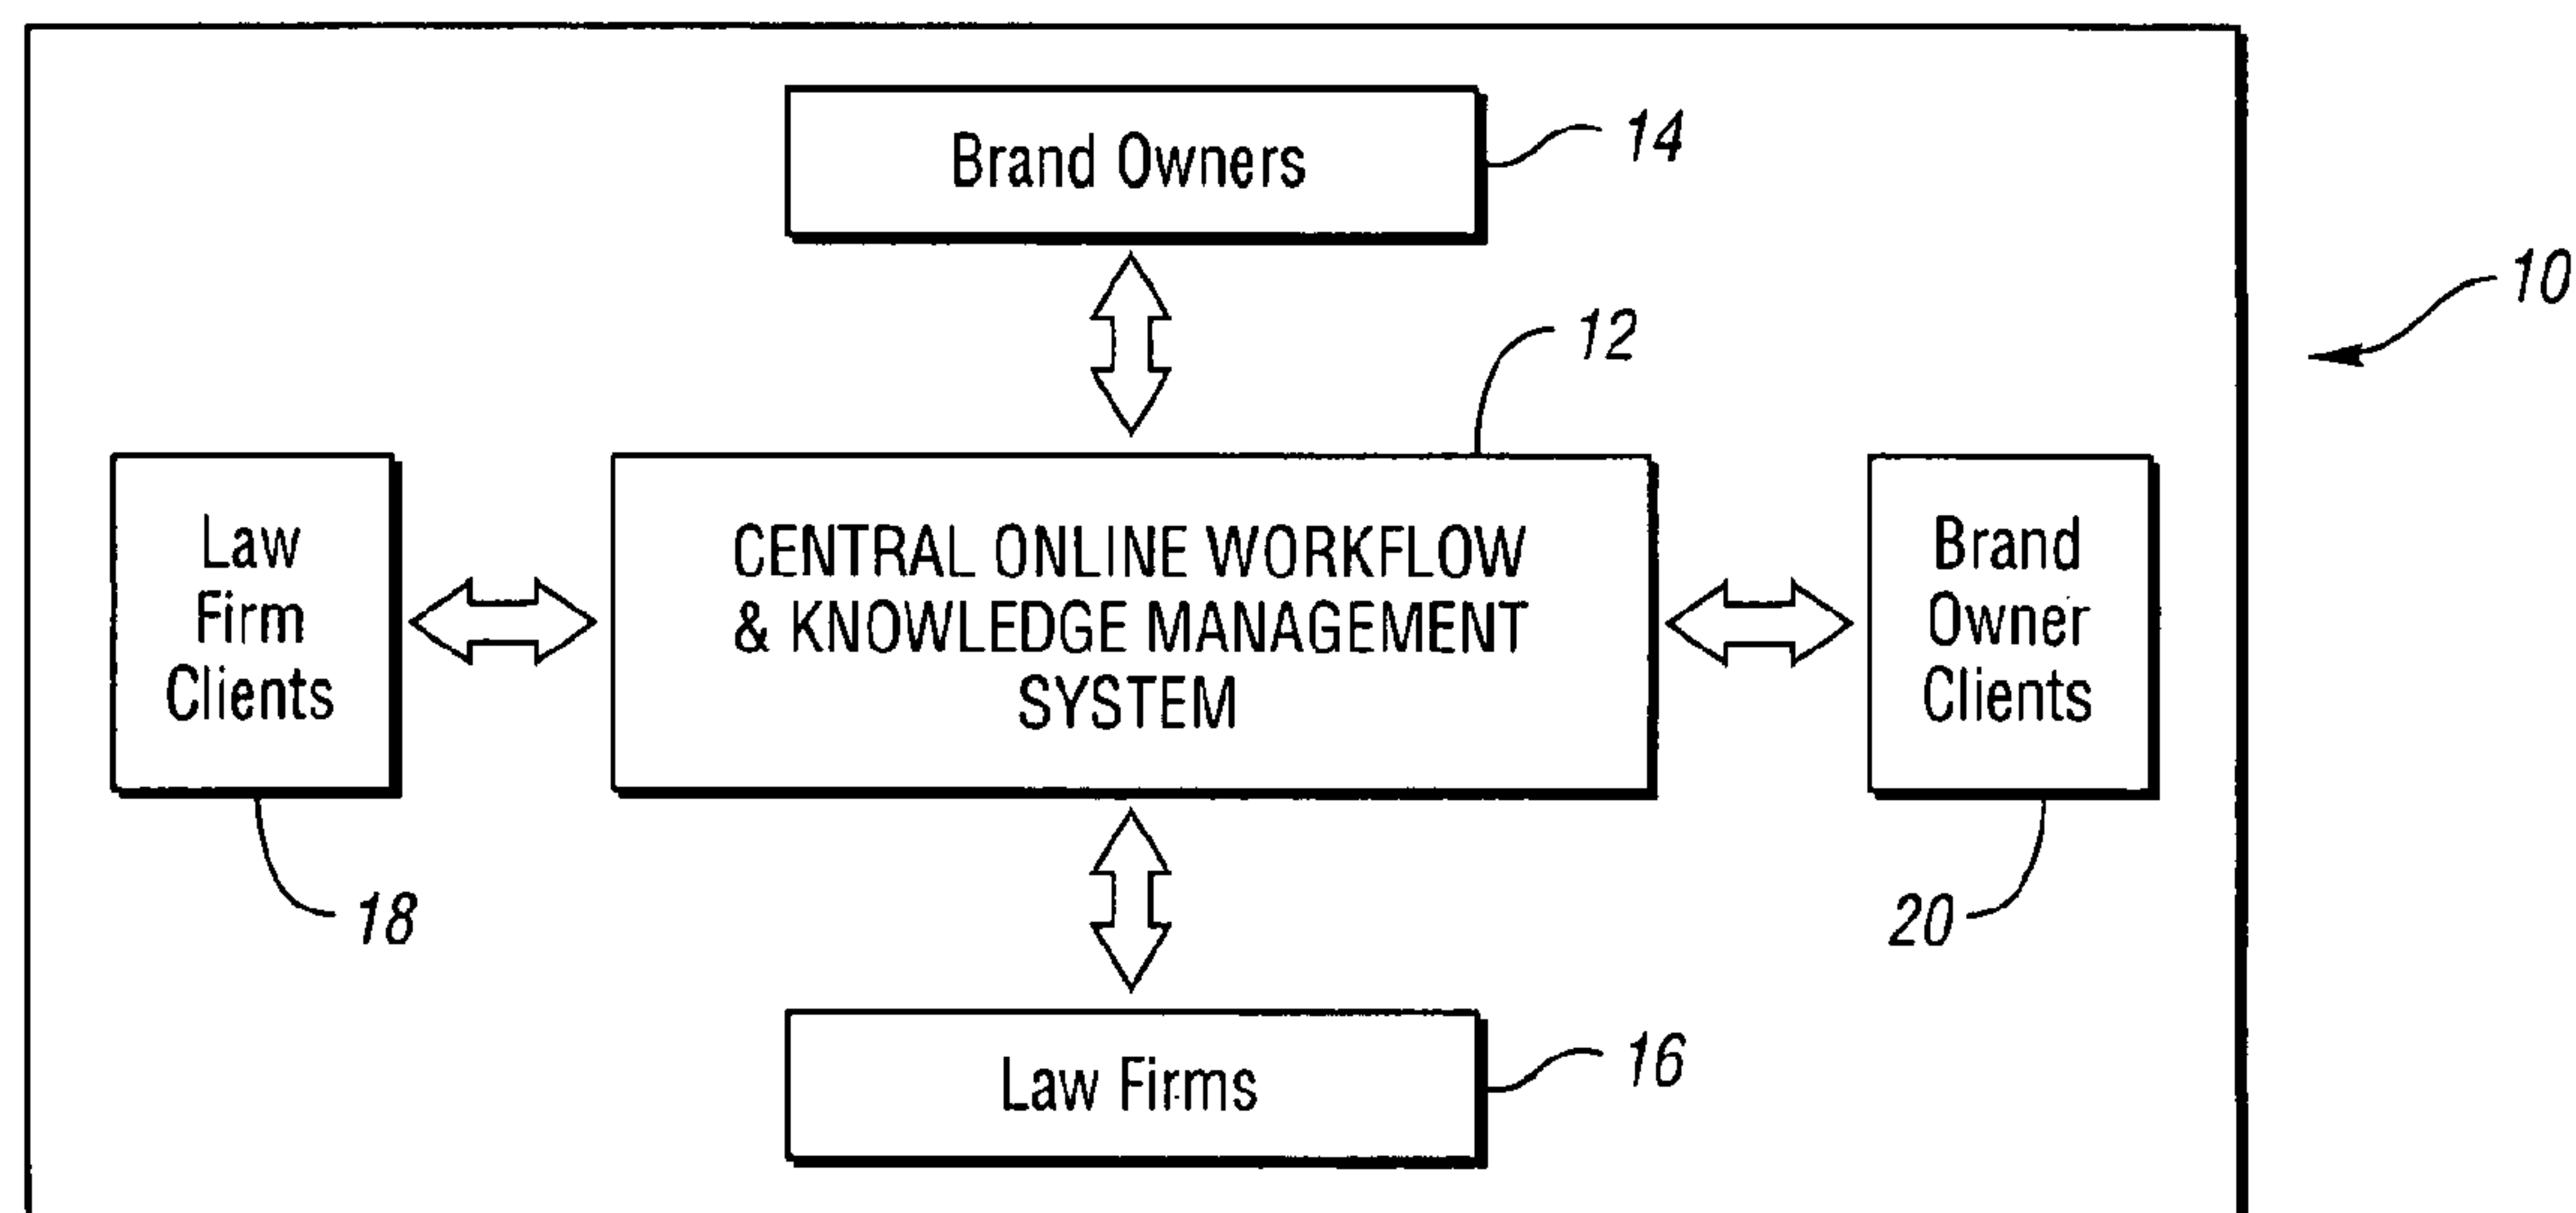 Brand Owners
14
10
12
Law
Firm
Clients
CENTRAL ONLINE WORKFLOW
& KNOWLEDGE MANAGEMENT
SYSTEM
Brand
Owner
Clients
18
20
Law Firms
16